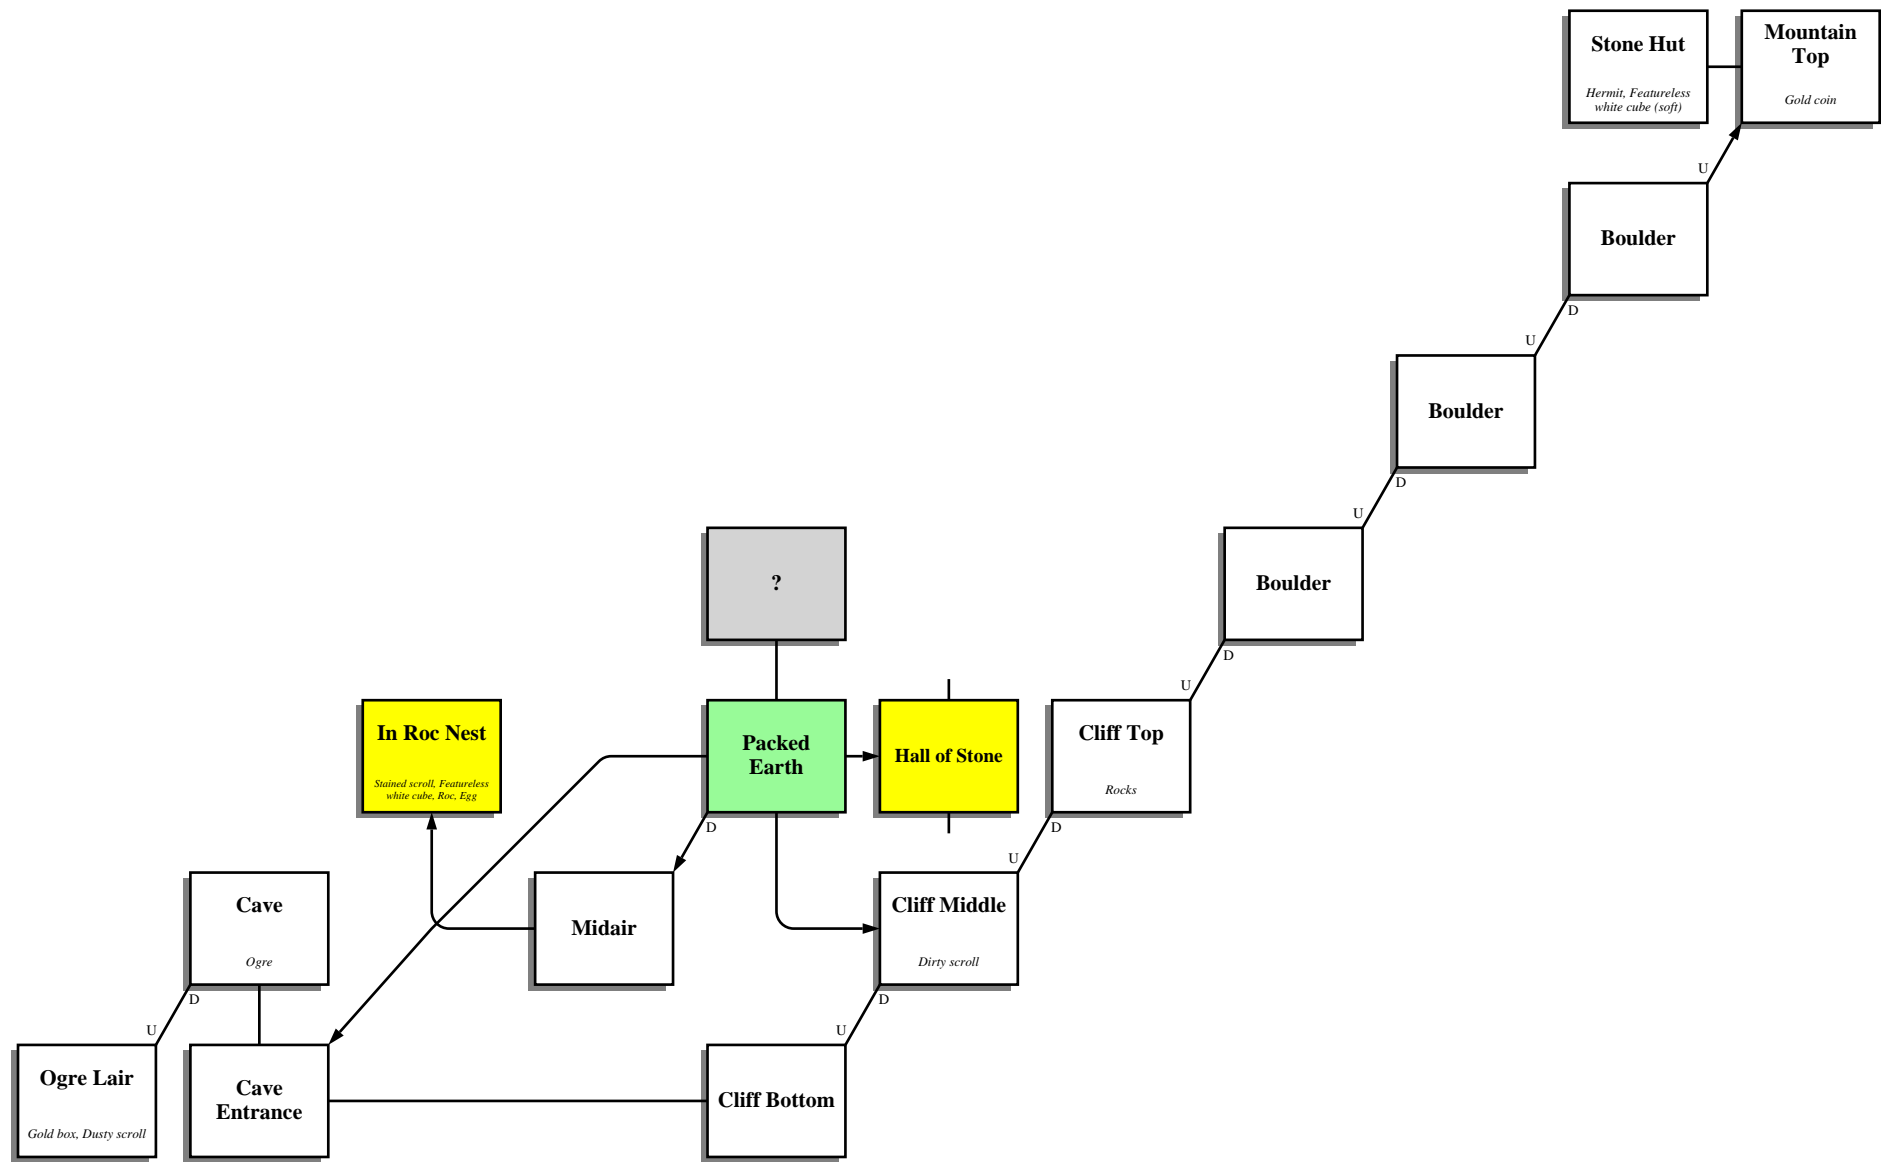 Stone Hut
Hermit, Featureless
white cube (soft)
Mountain
Top
Gold coin
U
Boulder
D
U
Boulder
D
U
?
Boulder
D
U
In Roc Nest
Stained scroll, Featureless
white cube, Roc, Egg
Packed
Earth
D
Hall of Stone
Cliff Top
Rocks
D
U
Cave
Ogre
D
Midair
Cliff Middle
Dirty scroll
D
U
U
Ogre Lair
Gold box, Dusty scroll
Cave
Entrance
Cliff Bottom